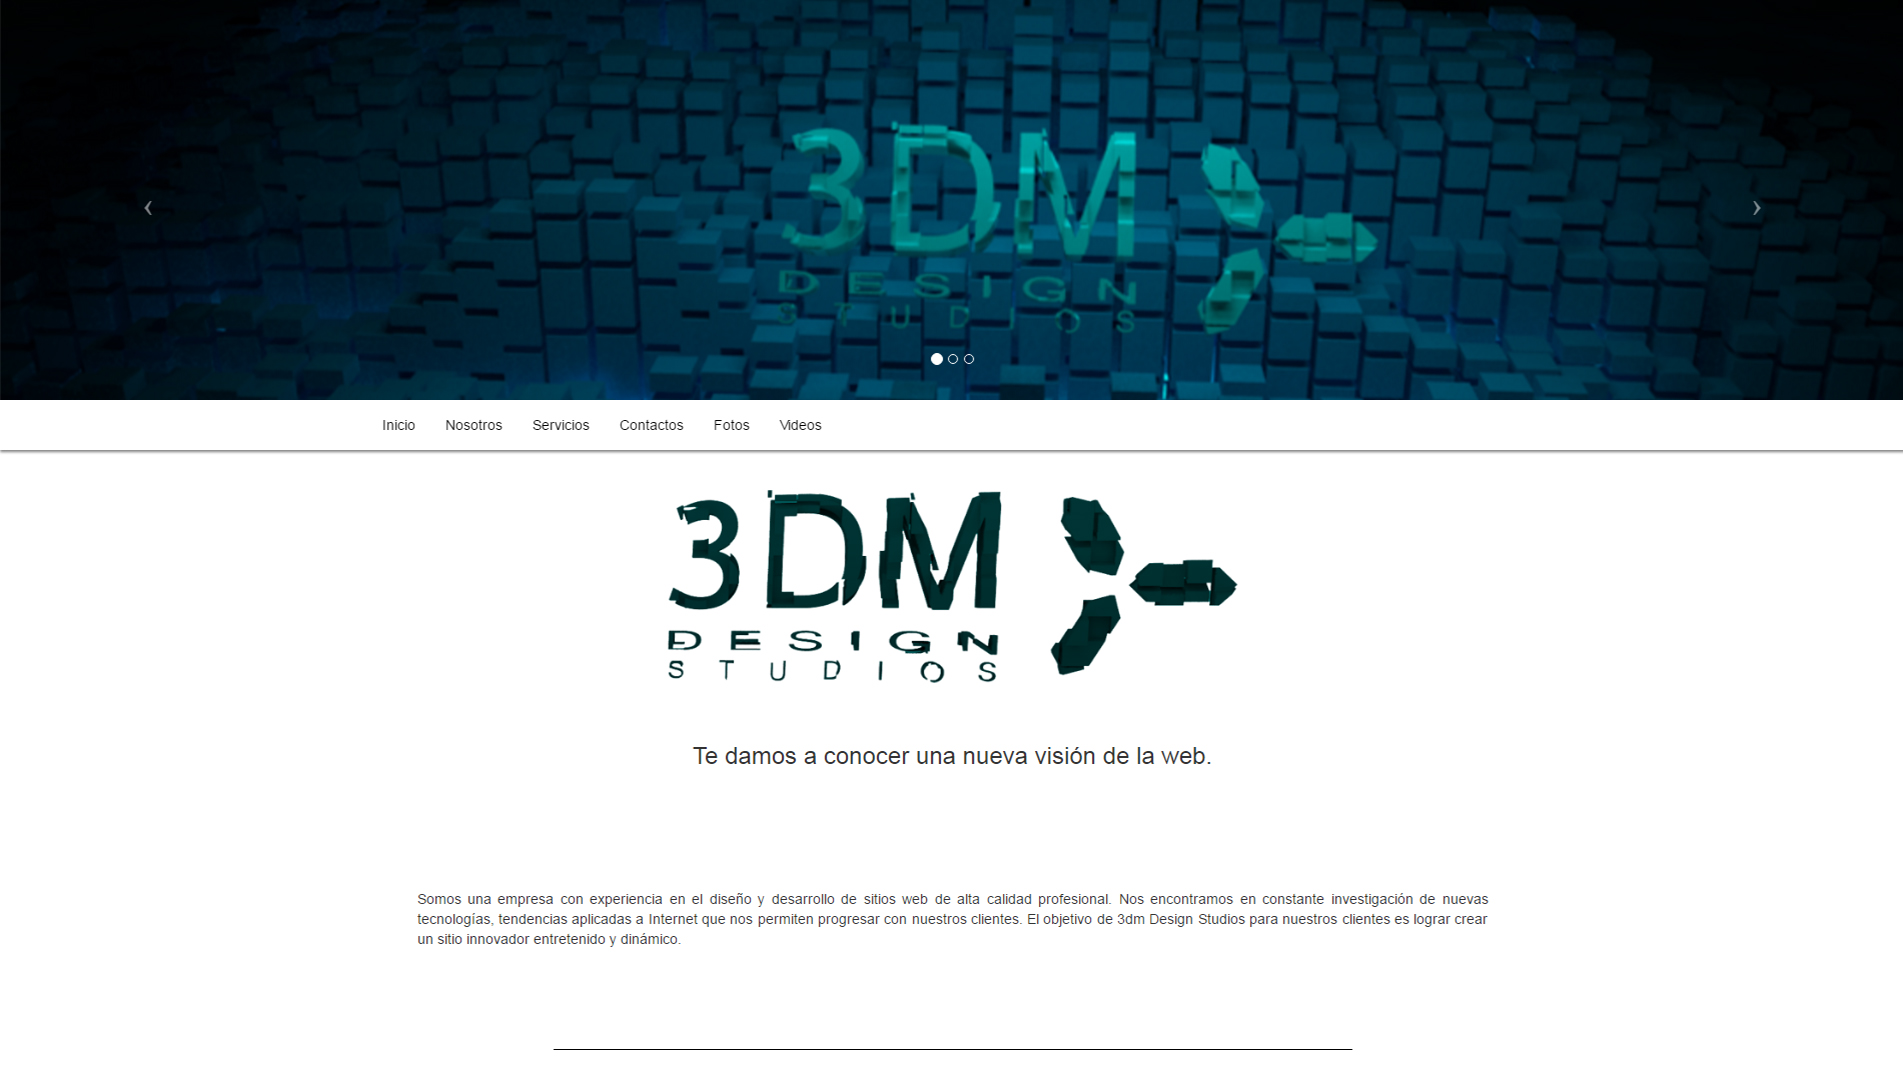 3DM
DESIGN
STUDIOS
Inicio Nosotros Servicios Contactos Fotos Videos
3DM
DESIGN
STUDIOS
Te damos a conocer una nueva visión de la web.
Somos una empresa con experiencia en el diseño y desarrollo de sitios web de alta calidad profesional. Nos encontramos en constante investigación de nuevas
tecnologías, tendencias aplicadas a Internet que nos permiten progresar con nuestros clientes. El objetivo de 3dm Design Studios para nuestros clientes es lograr crear
un sitio innovador entretenido y dinámico.